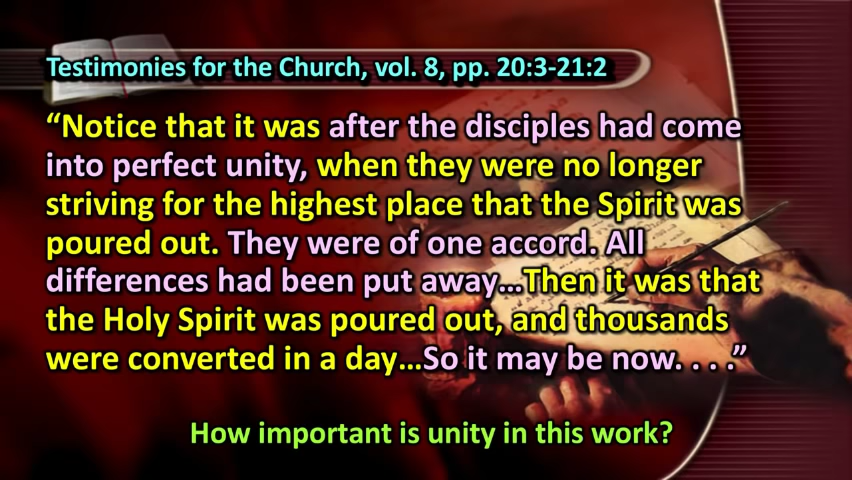 Testimonies for the Church, vol. 8, pp. 20:3-21:2
“Notice that it was after the disciples had come
into perfect unity, when they were no longer
striving for the highest place that the Spirit was
poured out. They were of one accord. All
differences had been put away…Then it was that
the Holy Spirit was poured out, and thousands
were converted in a day…So it may be now. . . .”
How important is unity in this work?